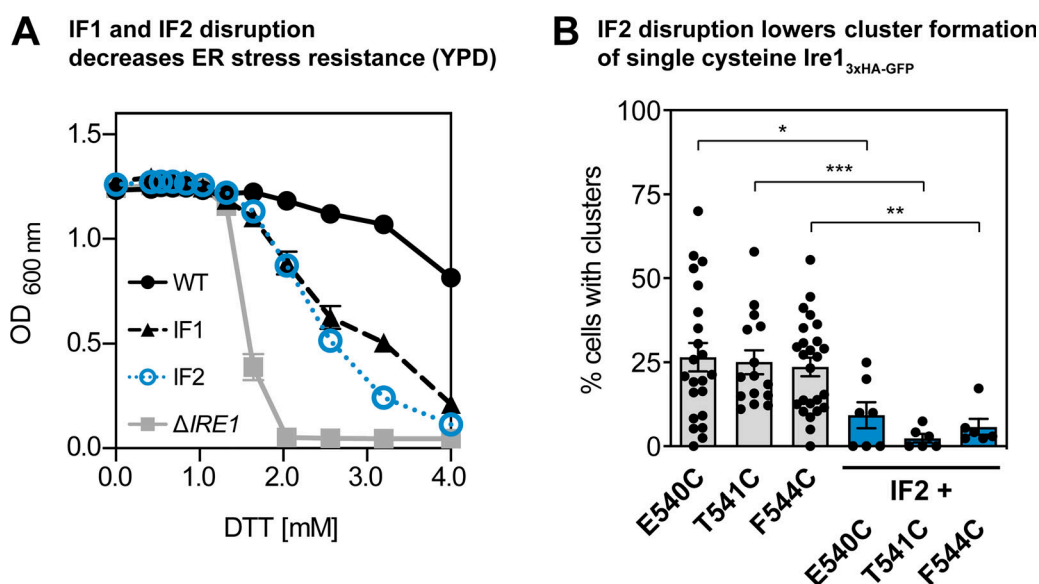 A
IF1 and IF2 disruption
decreases ER stress resistance (YPD)
1.5
1.0
0.5
0.0
OD 600 nm
WT
IF1
IF2
ΔIRE1
0.0 1.0 2.0 3.0 4.0
DTT [mM]
B
IF2 disruption lowers cluster formation
of single cysteine Ire1 3xHA-GFP
100
75
50
25
0
% cells with clusters
*
***
**
E540C
T541C
F544C
IF2 +
E540C
T541C
F544C